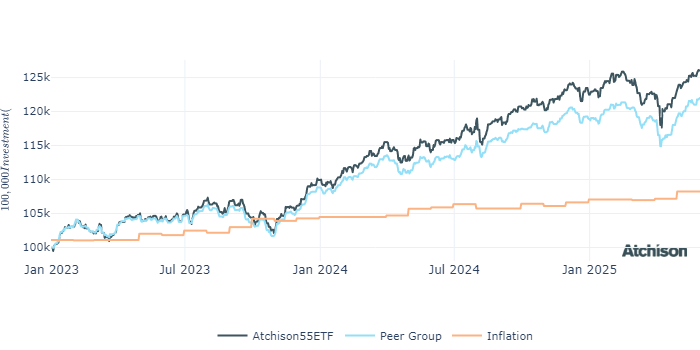 125k
120k
115k
110k
105k
100k
100,000/Investment(
Jan 2023
Jul 2023
Jan 2024
Jul 2024
Jan 2025
Atchison
Atchison55ETF
Peer Group
Inflation